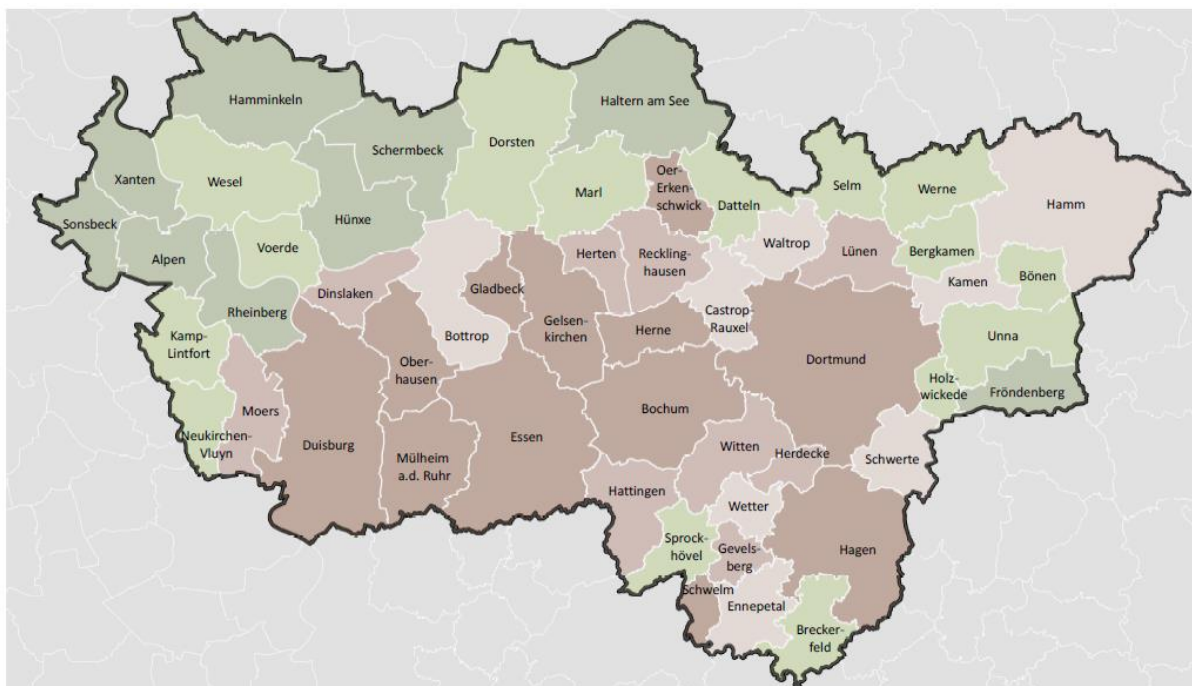 Hamminkeln
Haltern am See
Schermbeck
Dorsten
Xanten
Wesel
Marl
Oer-
Erken-
schwick
Datteln
Selm
Werne
Hamm
Sonsbeck
Hünxe
Alpen
Voerde
Herten
Reckling-
hausen
Waltrop
Lünen
Bergkamen
Bönen
Kamen
Dinslaken
Gladbeck
Rheinberg
Bottrop
Gelsen-
kirchen
Herne
Castrop-
Rauxel
Kamp-
Lintfort
Ober-
hausen
Dortmund
Unna
Holz-
wickede
Fröndenberg
Moers
Bochum
Neukirchen-
Vluyn
Duisburg
Mülheim
a.d. Ruhr
Essen
Witten
Herdecke
Schwerte
Hattingen
Wetter
Sprock-
hövel
Gevels-
berg
Hagen
Schwelm
Ennepetal
Brecker-
feld